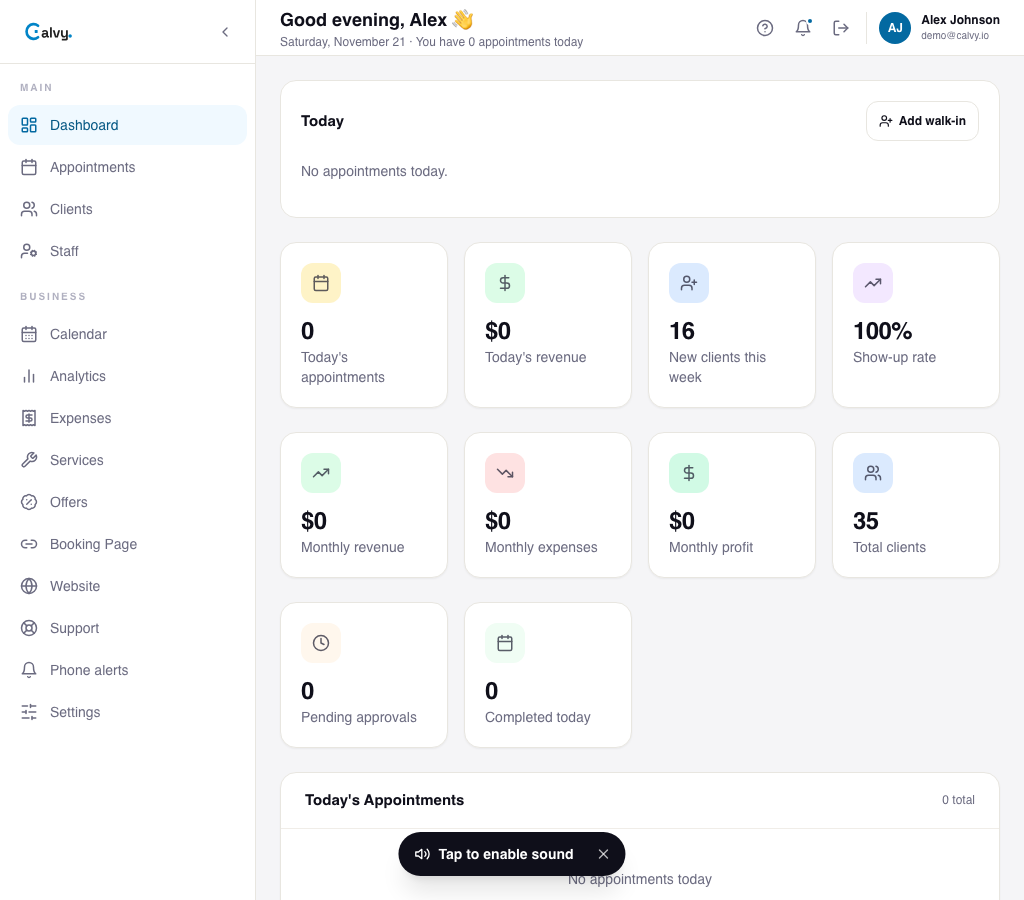 Calvy.
MAIN
Dashboard
Appointments
Clients
Staff
BUSINESS
Calendar
Analytics
Expenses
Services
Offers
Booking Page
Website
Support
Phone alerts
Settings
Good evening, Alex 👋
Saturday, November 21 · You have 0 appointments today
AJ
Alex Johnson
demo@calvy.io
Today
Add walk-in
No appointments today.
0
Today's
appointments
$0
Today's revenue
16
New clients this
week
100%
Show-up rate
$0
Monthly revenue
$0
Monthly expenses
$0
Monthly profit
35
Total clients
0
Pending approvals
0
Completed today
Today's Appointments
0 total
Tap to enable sound
No appointments today